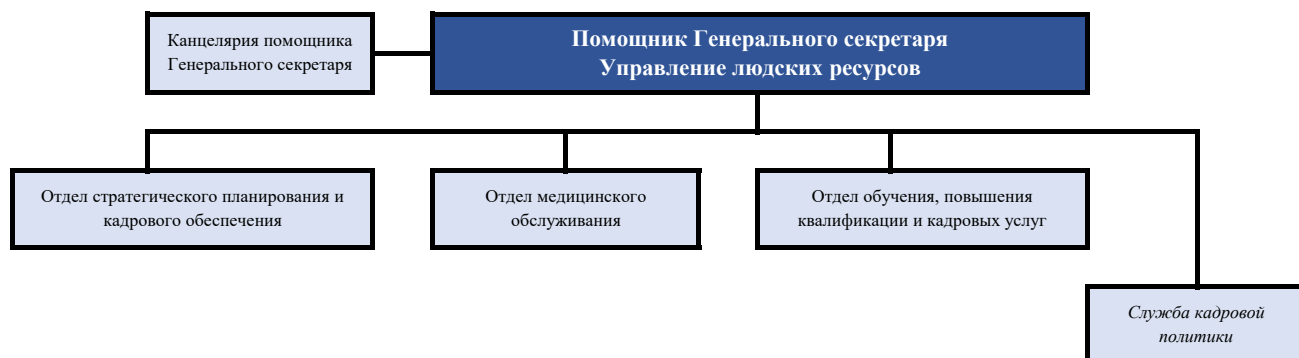 Канцелярия помощника
Генерального секретаря
Помощник Генерального секретаря
Управление людских ресурсов
Отдел стратегического планирования и
кадрового обеспечения
Отдел медицинского
обслуживания
Отдел обучения, повышения
квалификации и кадровых услуг
Служба кадровой
политики